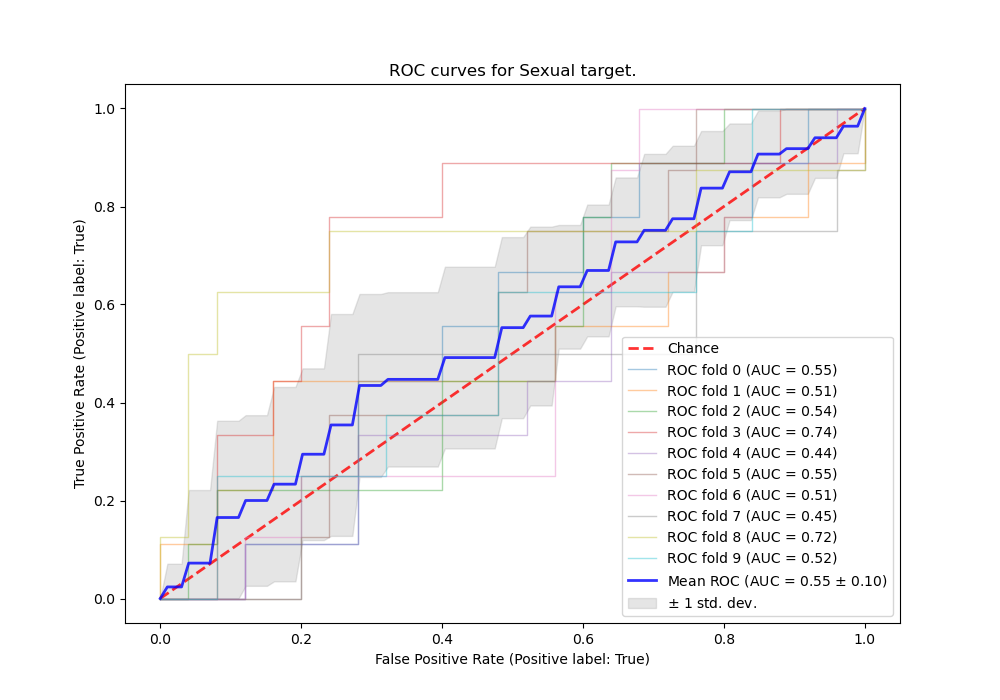 ROC curves for Sexual target.
True Positive Rate (Positive label: True)
1.0
0.8
0.6
0.4
0.2
0.0
0.0 0.2 0.4 0.6 0.8 1.0
False Positive Rate (Positive label: True)
Chance
ROC fold 0 (AUC = 0.55)
ROC fold 1 (AUC = 0.51)
ROC fold 2 (AUC = 0.54)
ROC fold 3 (AUC = 0.74)
ROC fold 4 (AUC = 0.44)
ROC fold 5 (AUC = 0.55)
ROC fold 6 (AUC = 0.51)
ROC fold 7 (AUC = 0.45)
ROC fold 8 (AUC = 0.72)
ROC fold 9 (AUC = 0.52)
Mean ROC (AUC = 0.55 ± 0.10)
± 1 std. dev.